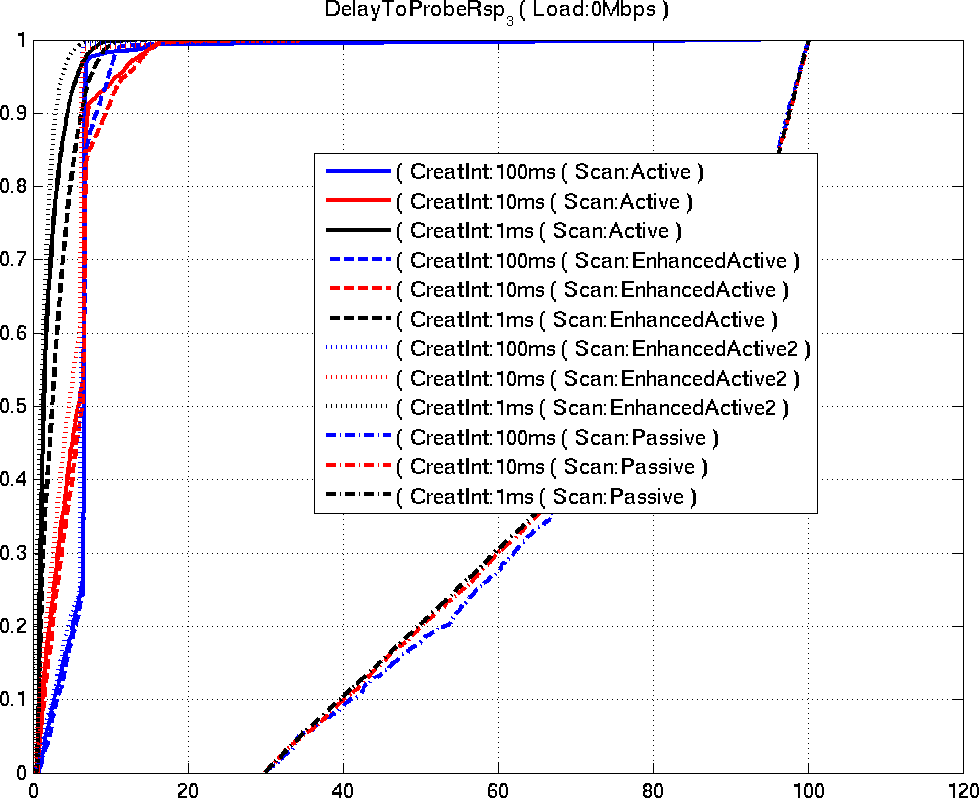 DelayToProbeRsp3 ( Load:0Mbps )
1
0.9
0.8
0.7
0.6
0.5
0.4
0.3
0.2
0.1
0
( CreatInt:100ms ( Scan:Active )
( CreatInt:10ms ( Scan:Active )
( CreatInt:1ms ( Scan:Active )
( CreatInt:100ms ( Scan:EnhancedActive )
( CreatInt:10ms ( Scan:EnhancedActive )
( CreatInt:1ms ( Scan:EnhancedActive )
( CreatInt:100ms ( Scan:EnhancedActive2 )
( CreatInt:10ms ( Scan:EnhancedActive2 )
( CreatInt:1ms ( Scan:EnhancedActive2 )
( CreatInt:100ms ( Scan:Passive )
( CreatInt:10ms ( Scan:Passive )
( CreatInt:1ms ( Scan:Passive )
0 20 40 60 80 100 120